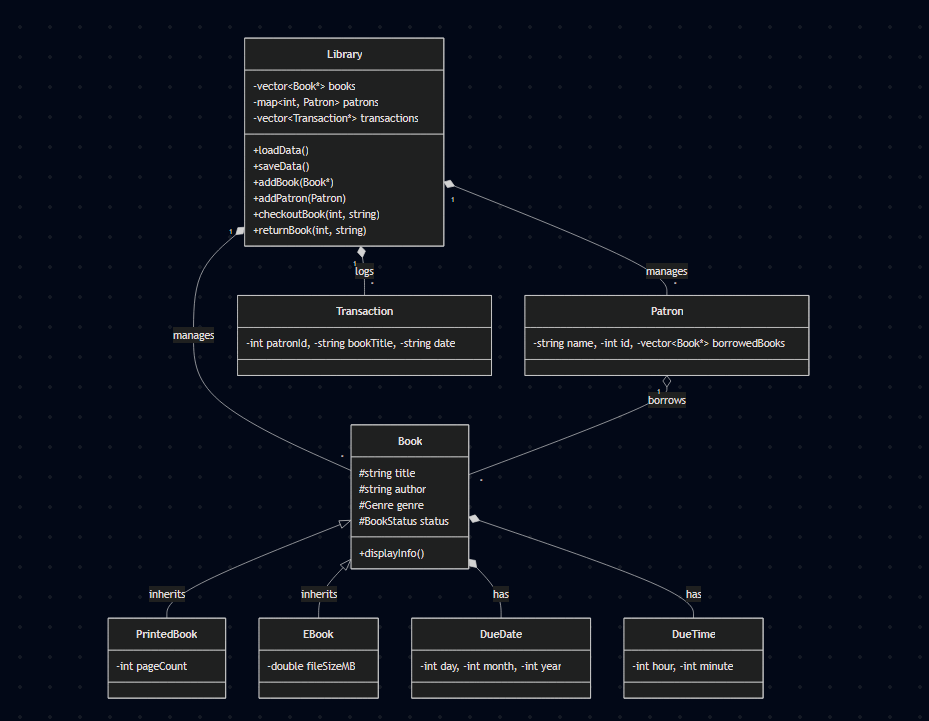 Library
-vector<Book*> books
-map<int, Patron> patrons
-vector<Transaction*> transactions
+loadData()
+saveData()
+addBook(Book*)
+addPatron(Patron)
+checkoutBook(int, string)
+returnBook(int, string)
1
1
1
logs
*
manages
*
Transaction
-int patronId, -string bookTitle, -string date
Patron
-string name, -int id, -vector<Book*> borrowedBooks
manages
1
borrows
*
*
Book
#string title
#string author
#Genre genre
#BookStatus status
+displayInfo()
inherits
inherits
has
has
PrintedBook
-int pageCount
EBook
-double fileSizeMB
DueDate
-int day, -int month, -int year
DueTime
-int hour, -int minute